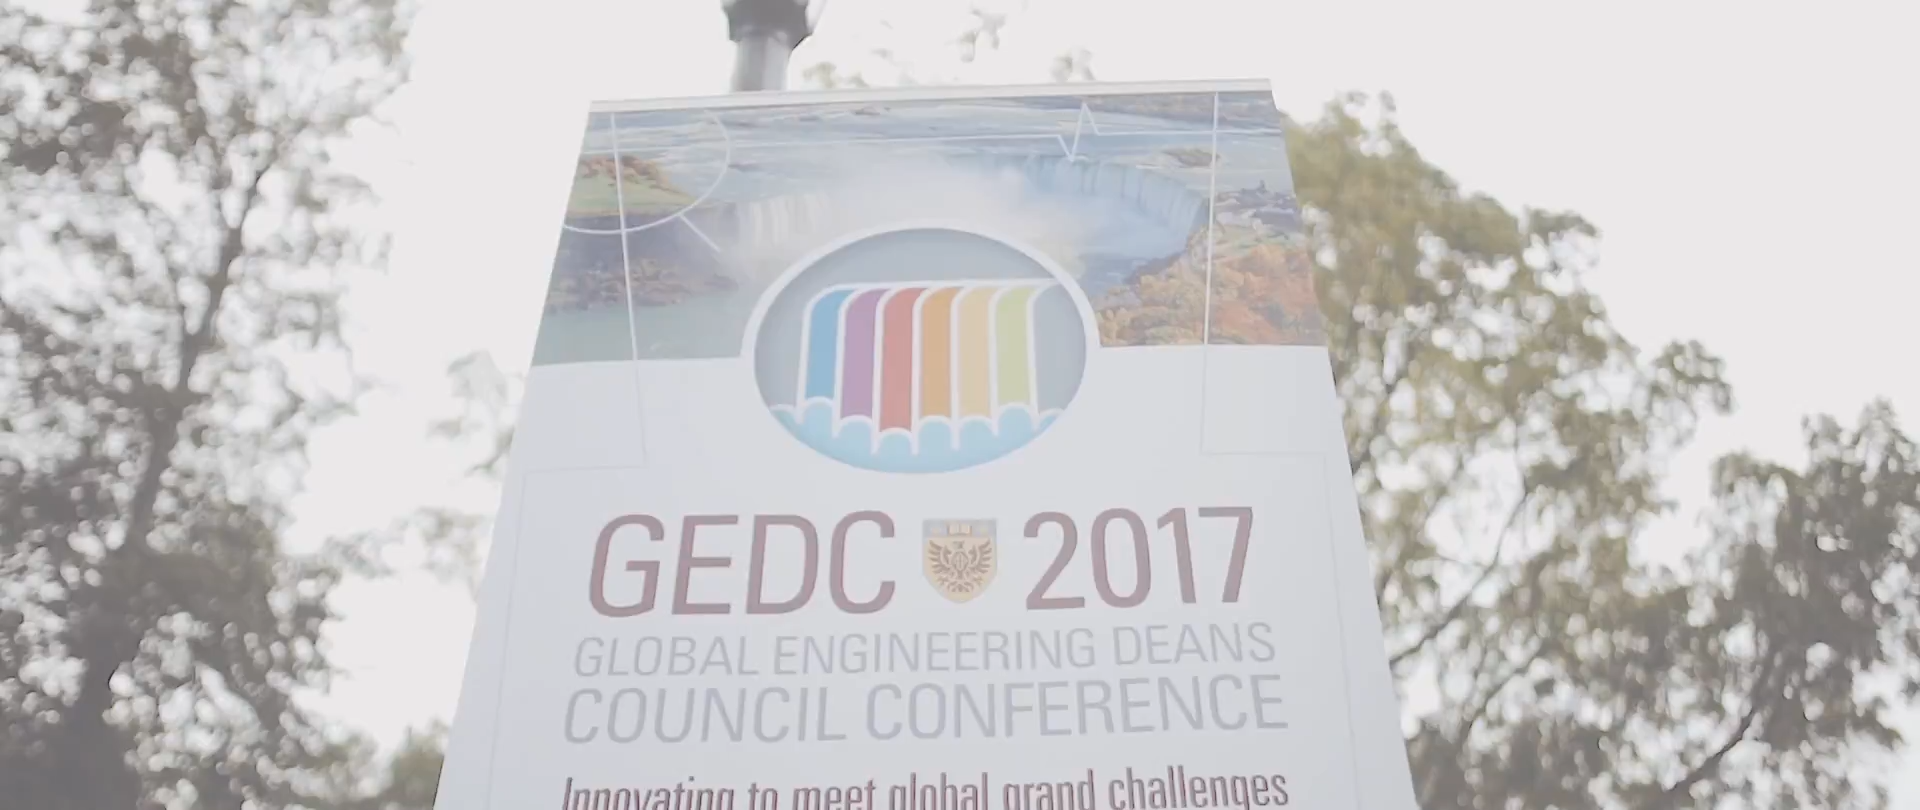 GEDC 2017
GLOBAL ENGINEERING DEANS
COUNCIL CONFERENCE
Innovating to meet global grand challenges